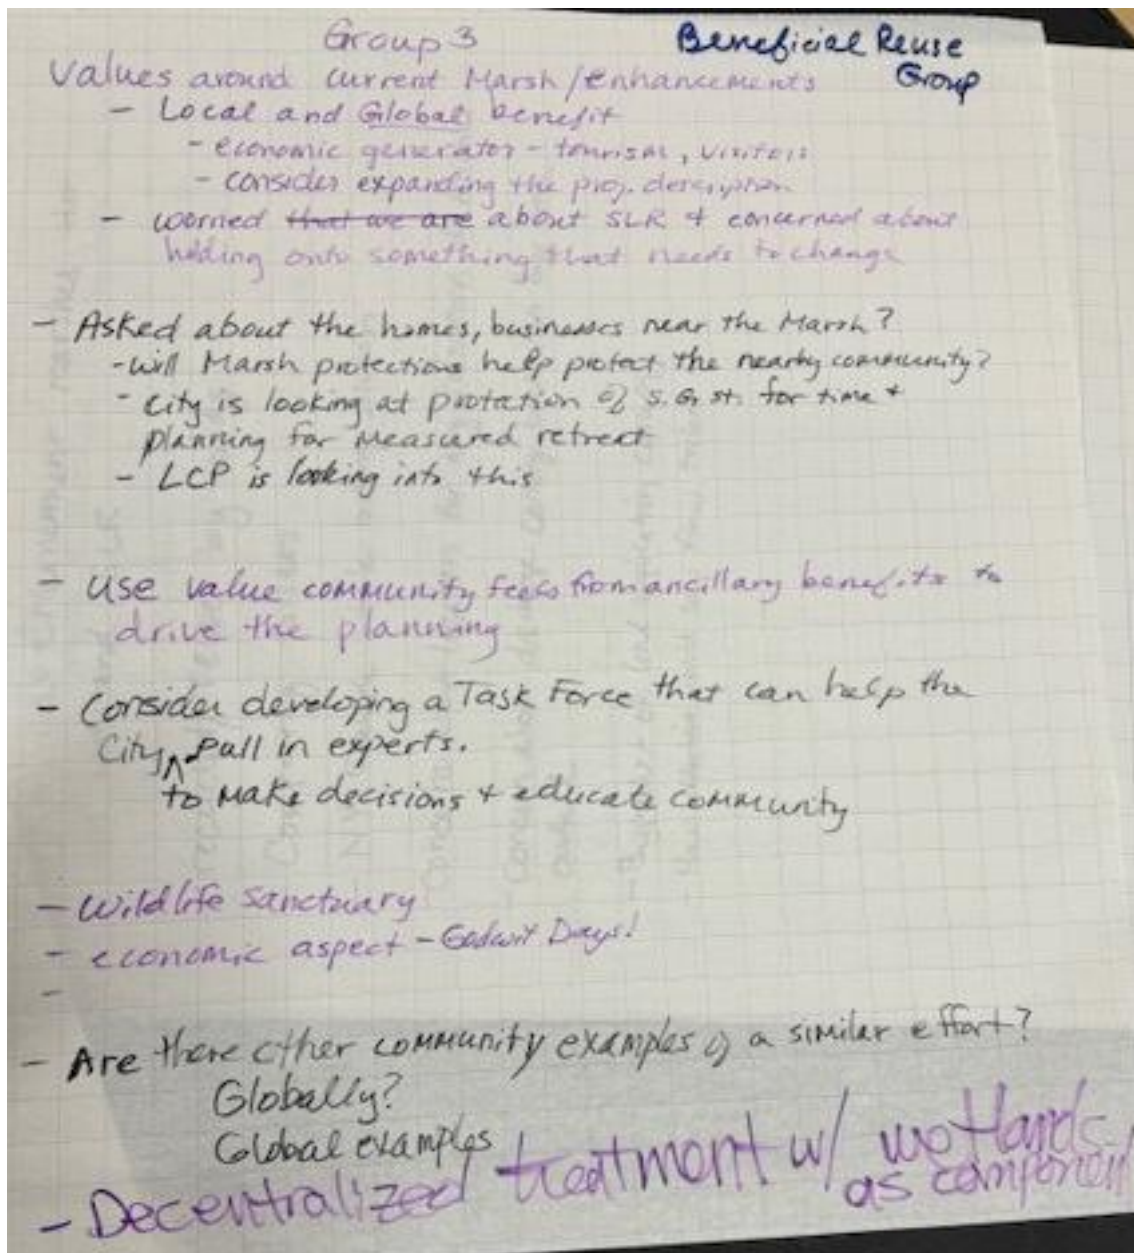 Group 3
Beneficial Reuse
Group
Values around current Marsh/enhancements
- Local and Global benefit
- economic generator - tourism, visitors
- consider expanding the proj. description
- worried that we are about SLR & concerned about
holding onto something that needs to change
- Asked about the homes, businesses near the Marsh?
- will Marsh protections help protect the nearby community?
- City is looking at protection of S. G. st. for time +
planning for measured retreat
- LCP is looking into this
- Use value community feels from ancillary benefits to
drive the planning
- Consider developing a Task Force that can help the
City ^ pull in experts.
to make decisions + educate community
- Wildlife sanctuary
- economic aspect - Godwit Days!
-
- Are there other community examples of a similar effort?
Globally?
Global examples
- Decentralized treatment w/ wetlands
as component